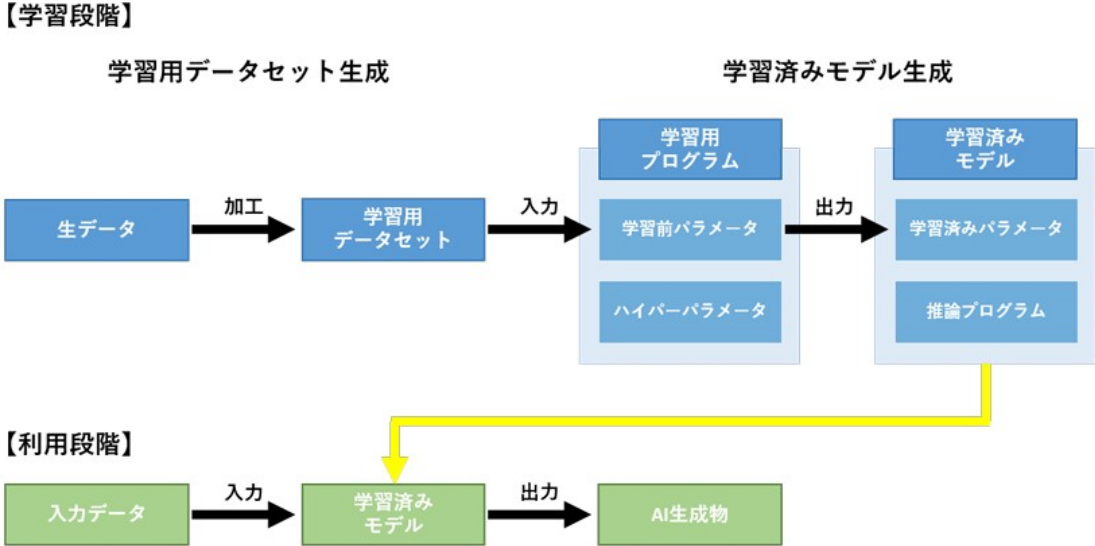 【学習段階】
学習用データセット生成
学習済みモデル生成
生データ
加工
学習用
データセット
入力
学習用
プログラム
学習前パラメータ
ハイパーパラメータ
出力
学習済み
モデル
学習済みパラメータ
推論プログラム
【利用段階】
入力データ
入力
学習済み
モデル
出力
AI生成物